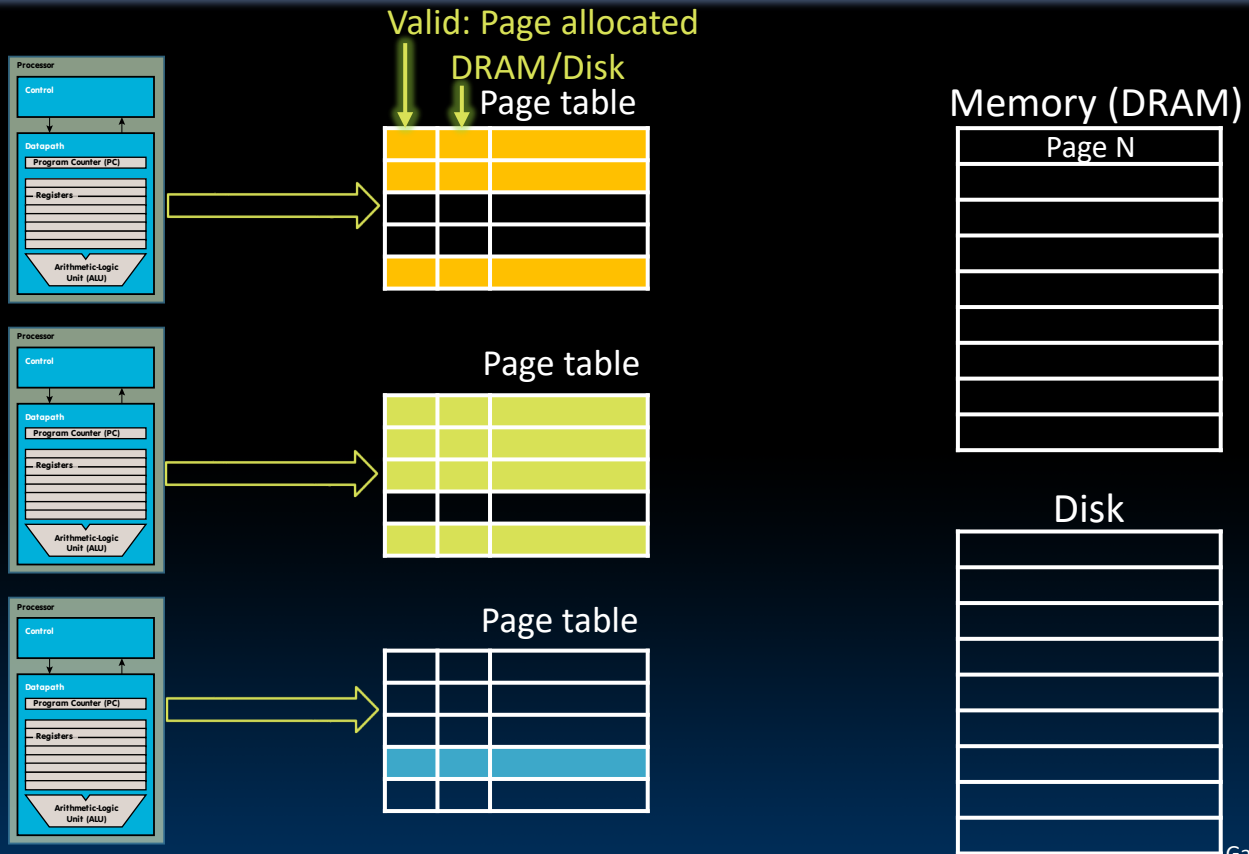 Valid: Page allocated
DRAM/Disk
Page table
Memory (DRAM)
Page N
Processor
Control
Datapath
Program Counter (PC)
Registers
Arithmetic-Logic
Unit (ALU)
Processor
Control
Datapath
Program Counter (PC)
Registers
Arithmetic-Logic
Unit (ALU)
Page table
Disk
Processor
Control
Datapath
Program Counter (PC)
Registers
Arithmetic-Logic
Unit (ALU)
Page table